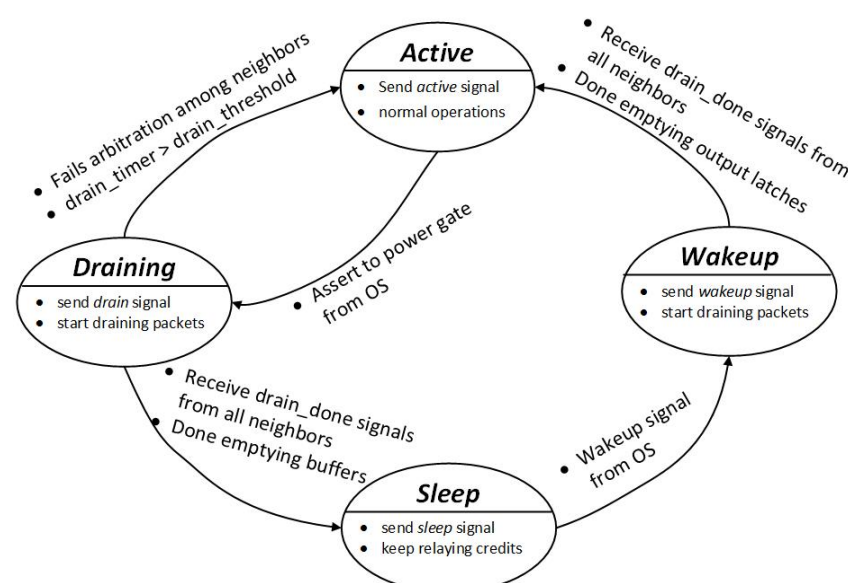 Active
• Send active signal
• normal operations
• Fails arbitration among neighbors
• drain_timer > drain_threshold
• Receive drain_done signals from
all neighbors
• Done emptying output latches
• Assert to power gate
from OS
Draining
• send drain signal
• start draining packets
Wakeup
• send wakeup signal
• start draining packets
• Receive drain_done signals
from all neighbors
• Done emptying buffers
• Wakeup signal
from OS
Sleep
• send sleep signal
• keep relaying credits